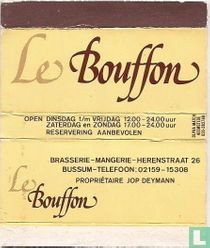 Le Bouffon
OPEN DINSDAG t/m VRIJDAG 12.00-24.00 uur
ZATERDAG en ZONDAG 17.00-24.00 uur
RESERVERING AANBEVOLEN
BRASSERIE-MANGERIE-HERENSTRAAT 26
BUSSUM-TELEFOON: 02159-15308
PROPRIÉTAIRE JOP DEYMANN
Le
Bouffon